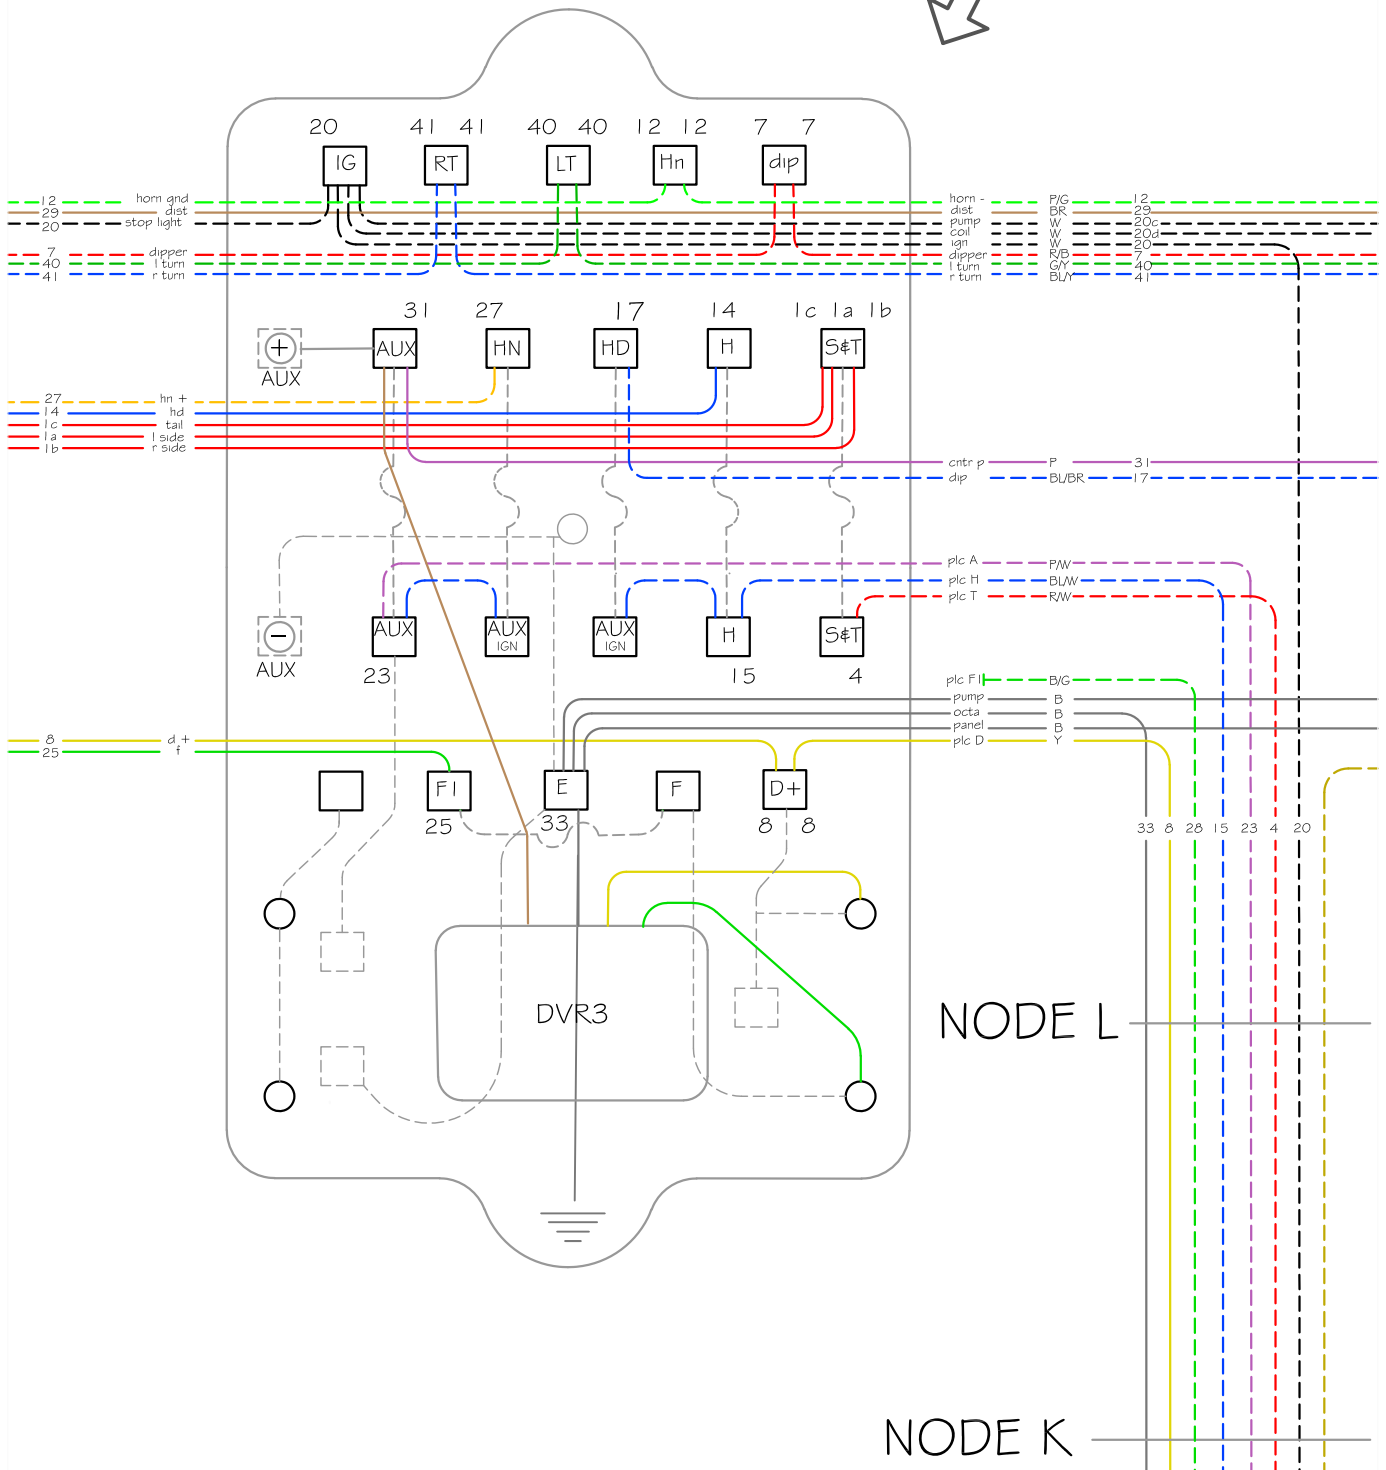 20 41 41 40 40 12 12 7 7
IG RT LT Hn dip
12 horn gnd horn - P/G 12
29 dist dist BR 29
20 stop light pump W 20c
coil W 20d
ign W 20
7 dipper dipper R/B 7
40 l turn l turn G/Y 40
41 r turn r turn BL/Y 41
31 27 17 14 1c 1a 1b
+ AUX HN HD H S&T
AUX
27 hn +
14 hd
1c tail
1a l side
1b r side
cntr p P 31
dip BL/BR 17
plc A P/W
plc H BL/W
plc T R/W
− AUX AUX IGN AUX IGN H S&T
AUX 23 15 4
plc F1 B/G
pump B
octa B
panel B
8 d + plc D Y
25 f
F1 E F D+
25 33 8 8
33 8 28 15 23 4 20
DVR3
NODE L
NODE K